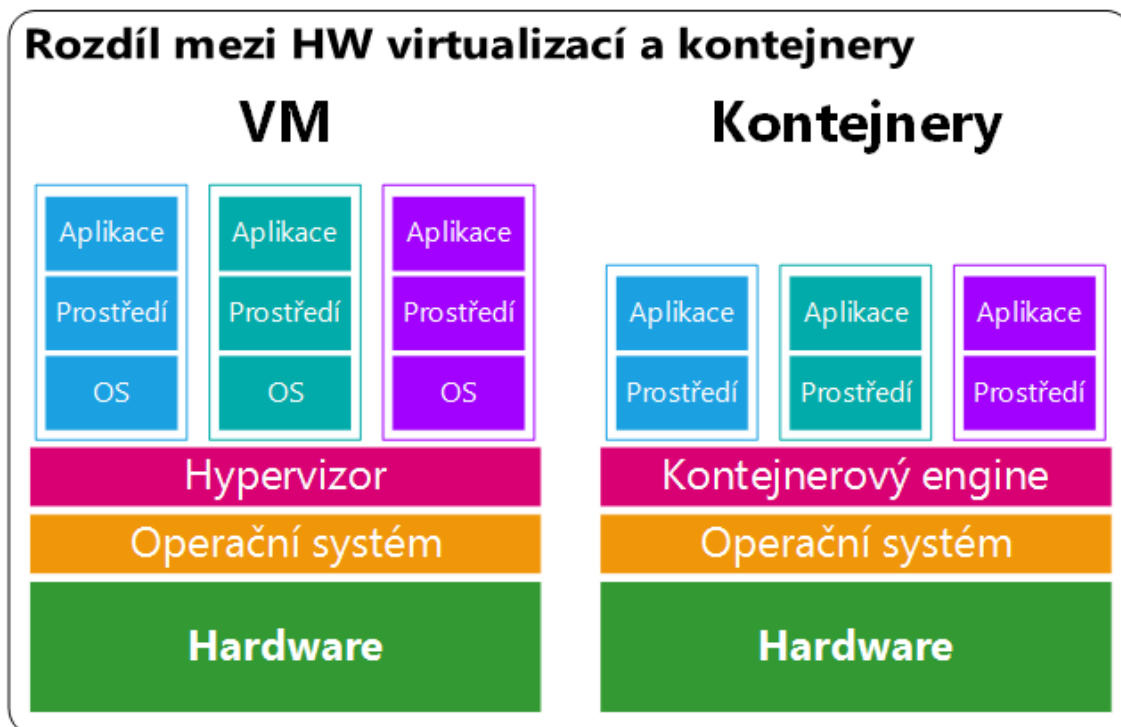 Rozdíl mezi HW virtualizací a kontejnery
VM
Aplikace Aplikace Aplikace
Prostředí Prostředí Prostředí
OS OS OS
Hypervizor
Operační systém
Hardware
Kontejnery
Aplikace Aplikace Aplikace
Prostředí Prostředí Prostředí
Kontejnerový engine
Operační systém
Hardware